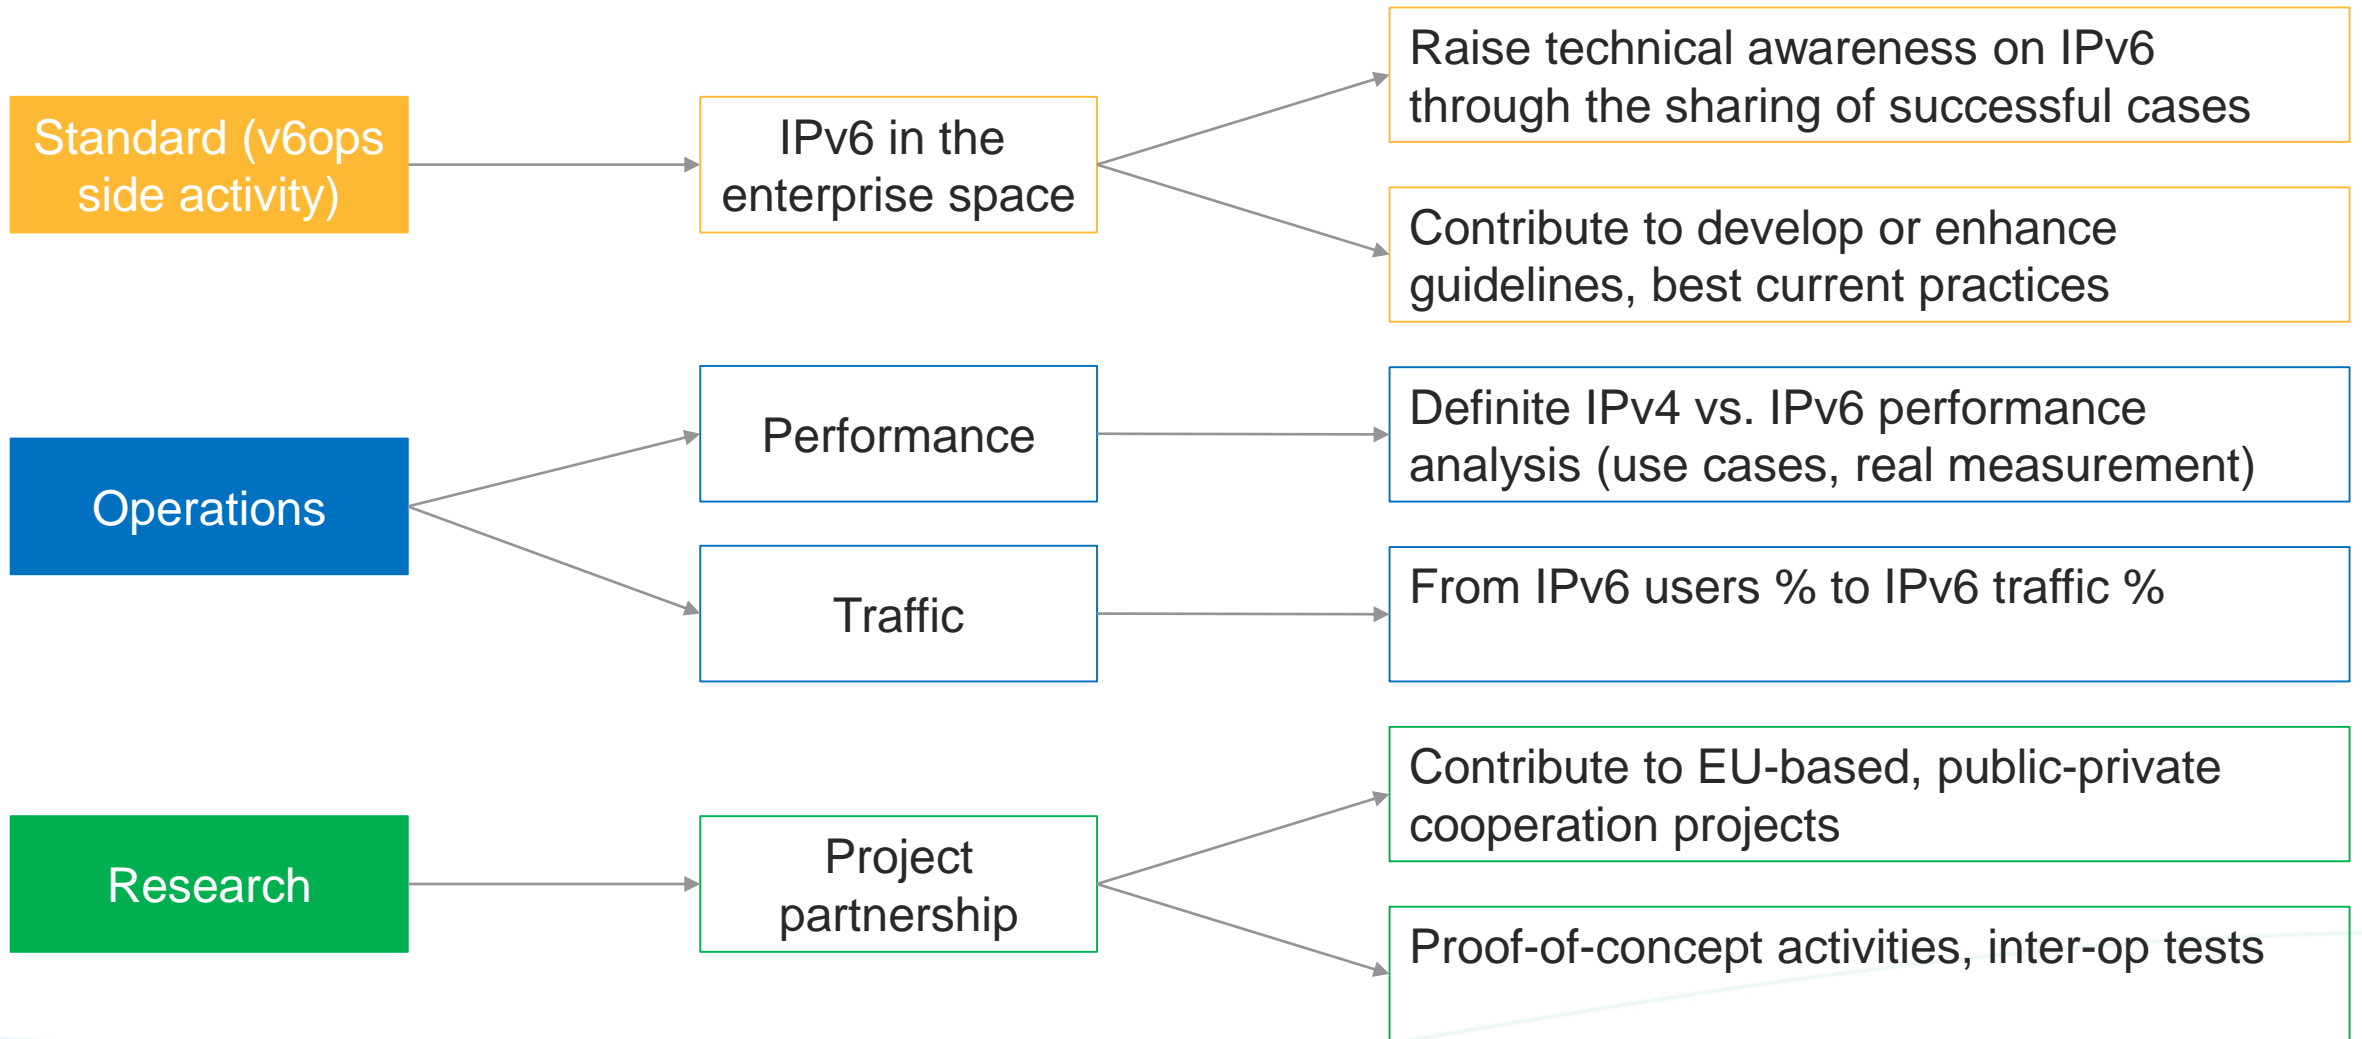 Standard (v6ops
side activity)
IPv6 in the
enterprise space
Raise technical awareness on IPv6
through the sharing of successful cases
Contribute to develop or enhance
guidelines, best current practices
Operations
Performance
Definite IPv4 vs. IPv6 performance
analysis (use cases, real measurement)
Traffic
From IPv6 users % to IPv6 traffic %
Research
Project
partnership
Contribute to EU-based, public-private
cooperation projects
Proof-of-concept activities, inter-op tests